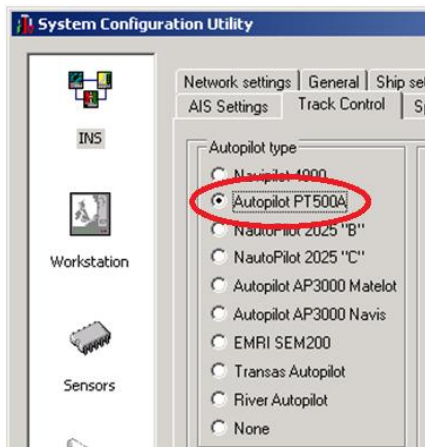 System Configuration Utility
Network settings General Ship
AIS Settings Track Control
INS
Autopilot type
Navipilot 4000
Autopilot PT500A
NautoPilot 2025 "B"
NautoPilot 2025 "C"
Workstation
Autopilot AP3000 Matelot
Autopilot AP3000 Navis
EMRI SEM200
Sensors
Transas Autopilot
River Autopilot
None